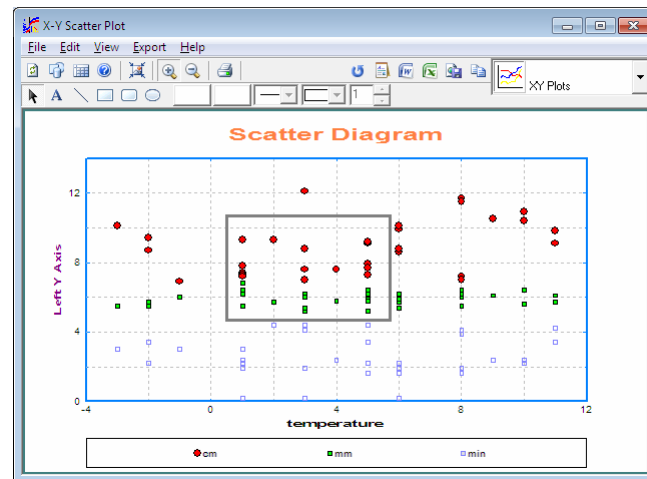 X-Y Scatter Plot
File Edit View Export Help
XY Plots
A 1
Scatter Diagram
12
8
4
0
Left Y Axis
-4 0 4 8 12
temperature
cm mm min